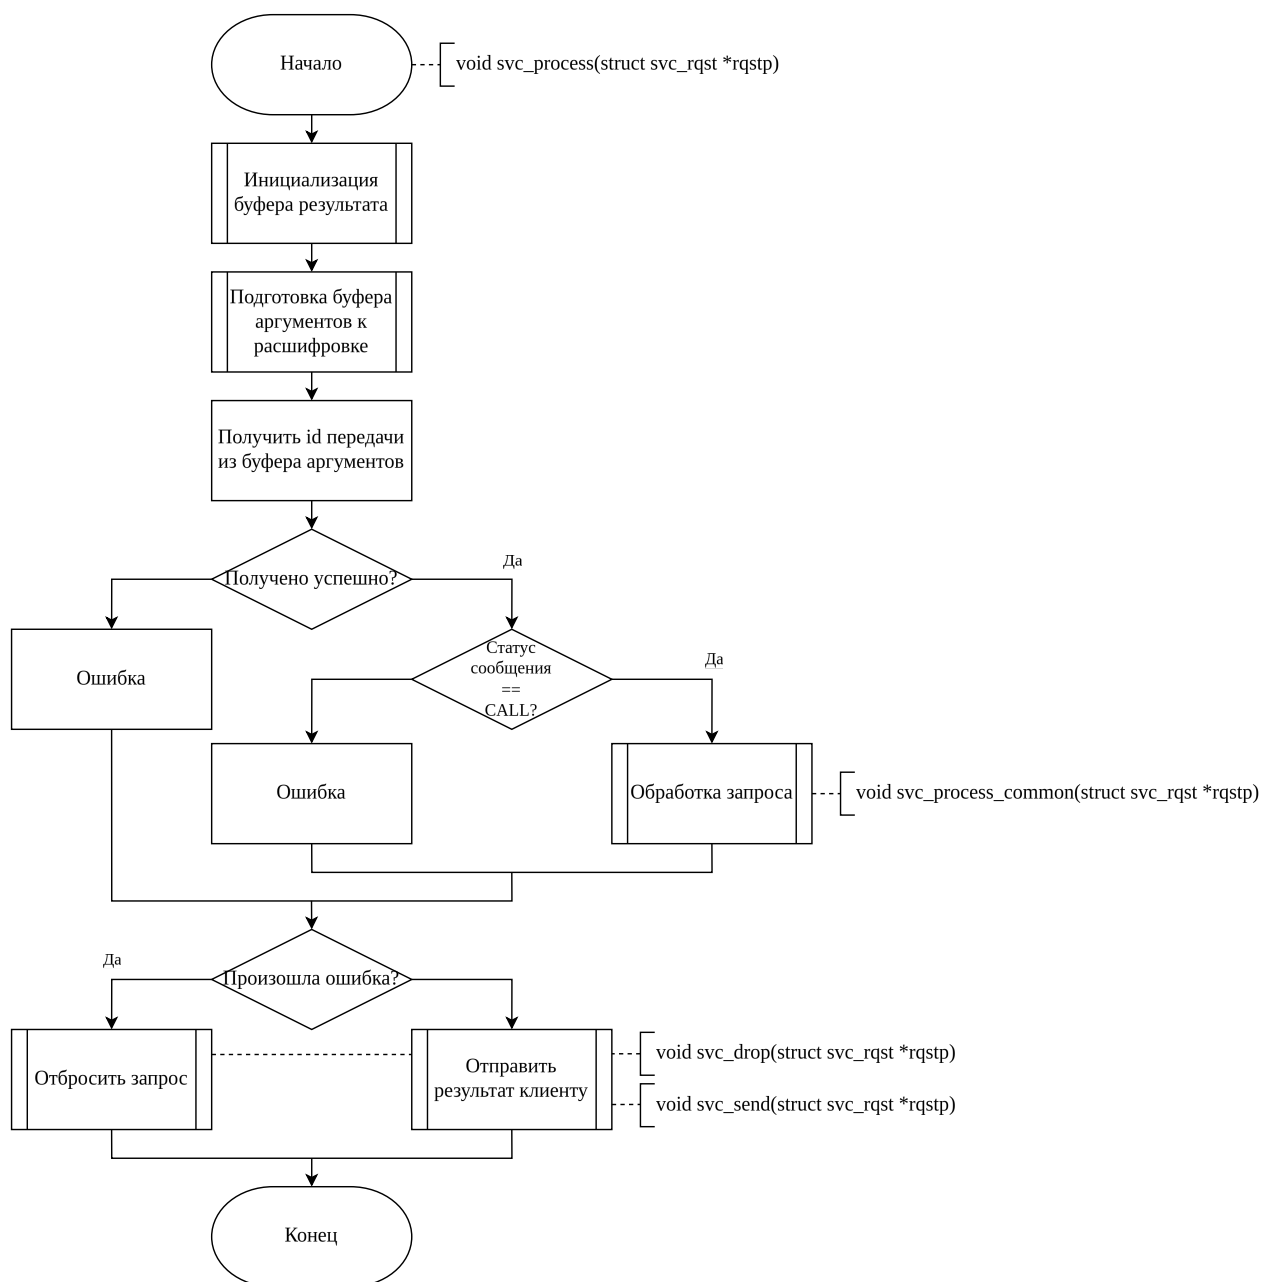 Начало
void svc_process(struct svc_rqst *rqstp)
Инициализация
буфера результата
Подготовка буфера
аргументов к
расшифровке
Получить id передачи
из буфера аргументов
Получено успешно?
Да
Ошибка
Статус
сообщения
==
CALL?
Да
Ошибка
Обработка запроса
void svc_process_common(struct svc_rqst *rqstp)
Произошла ошибка?
Да
Отбросить запрос
Отправить
результат клиенту
void svc_drop(struct svc_rqst *rqstp)
void svc_send(struct svc_rqst *rqstp)
Конец